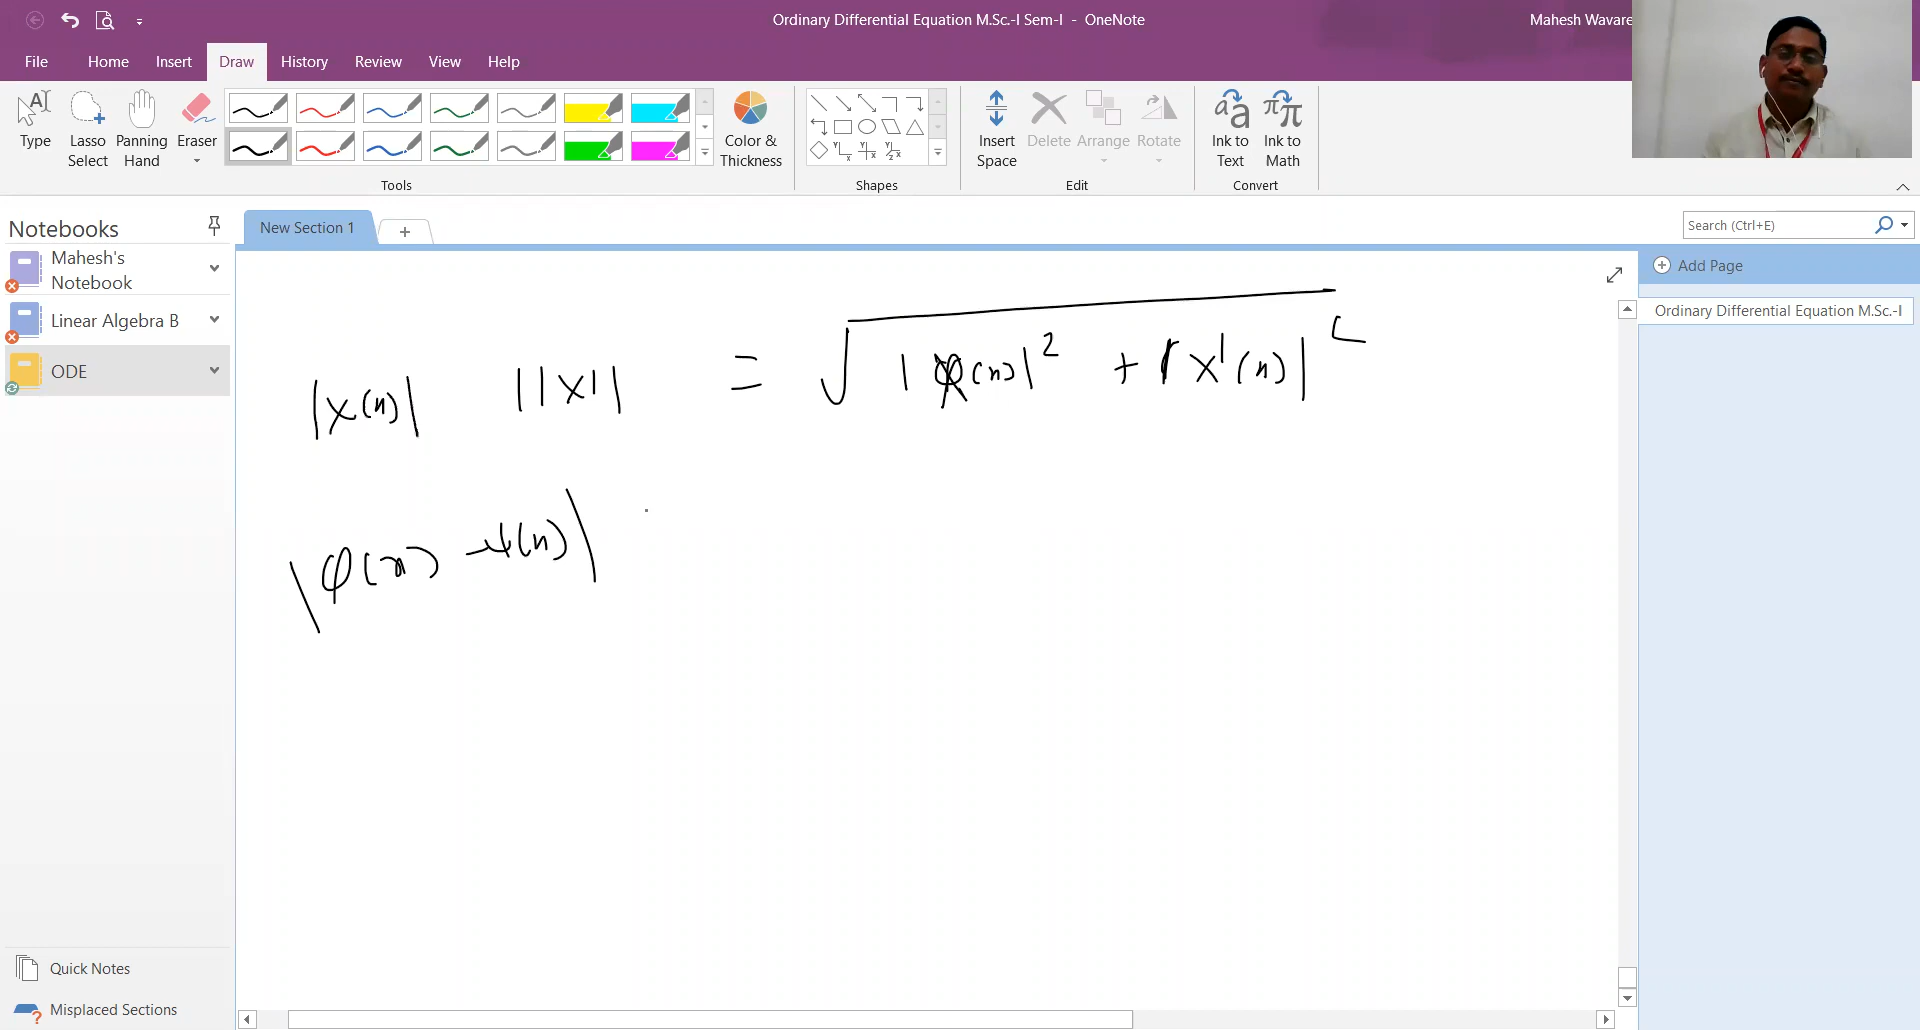 Ordinary Differential Equation M.Sc.-I Sem-I - OneNote
Mahesh Wavare
File Home Insert Draw History Review View Help
Type
Lasso Select
Panning Hand
Eraser
Color & Thickness
Insert Space
Delete
Arrange
Rotate
Ink to Text
Ink to Math
Tools
Shapes
Edit
Convert
Notebooks
New Section 1
Search (Ctrl+E)
Mahesh's Notebook
Linear Algebra B
ODE
Add Page
Ordinary Differential Equation M.Sc.-I
|x(n)| ||x|| = √ |(n)|² + |x'(n)|²
|φ(n) - ψ(n)|
Quick Notes
Misplaced Sections